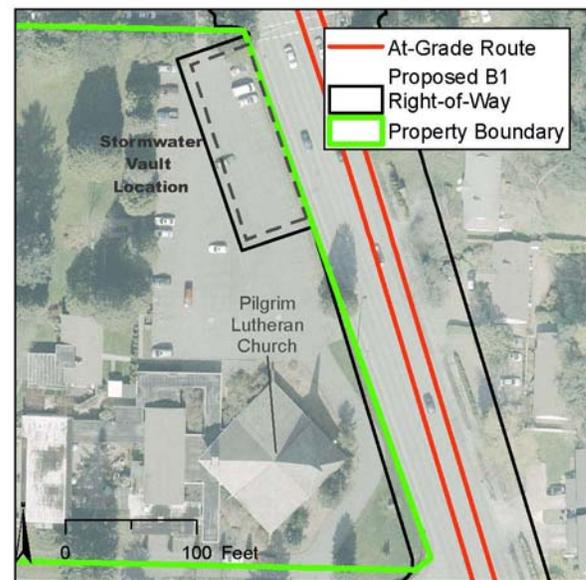 At-Grade Route
Proposed B1
Right-of-Way
Property Boundary
Stormwater
Vault
Location
Pilgrim
Lutheran
Church
0 100 Feet